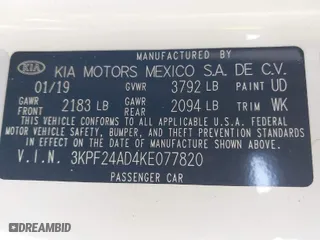 MANUFACTURED BY
KIA KIA MOTORS MEXICO S.A. DE C.V.
01/19 GVWR 3792 LB PAINT UD
GAWR FRONT 2183 LB GAWR REAR 2094 LB TRIM WK
THIS VEHICLE CONFORMS TO ALL APPLICABLE FEDERAL
MOTOR VEHICLE SAFETY, BUMPER, AND THEFT
PREVENTION STANDARDS IN EFFECT ON THE DATE OF
MANUFACTURE SHOWN ABOVE.
V.I.N. 3KPF24AD4KE077820
PASSENGER CAR
© DREAMBID
dreambid.com